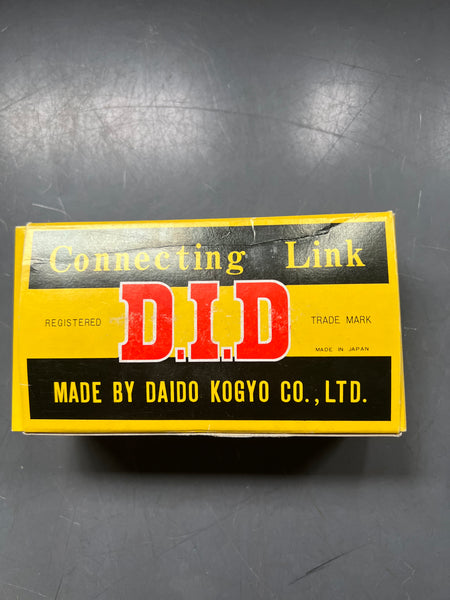 Connecting Link
REGISTERED D.I.D TRADE MARK
MADE IN JAPAN
MADE BY DAIDO KOGYO CO., LTD.